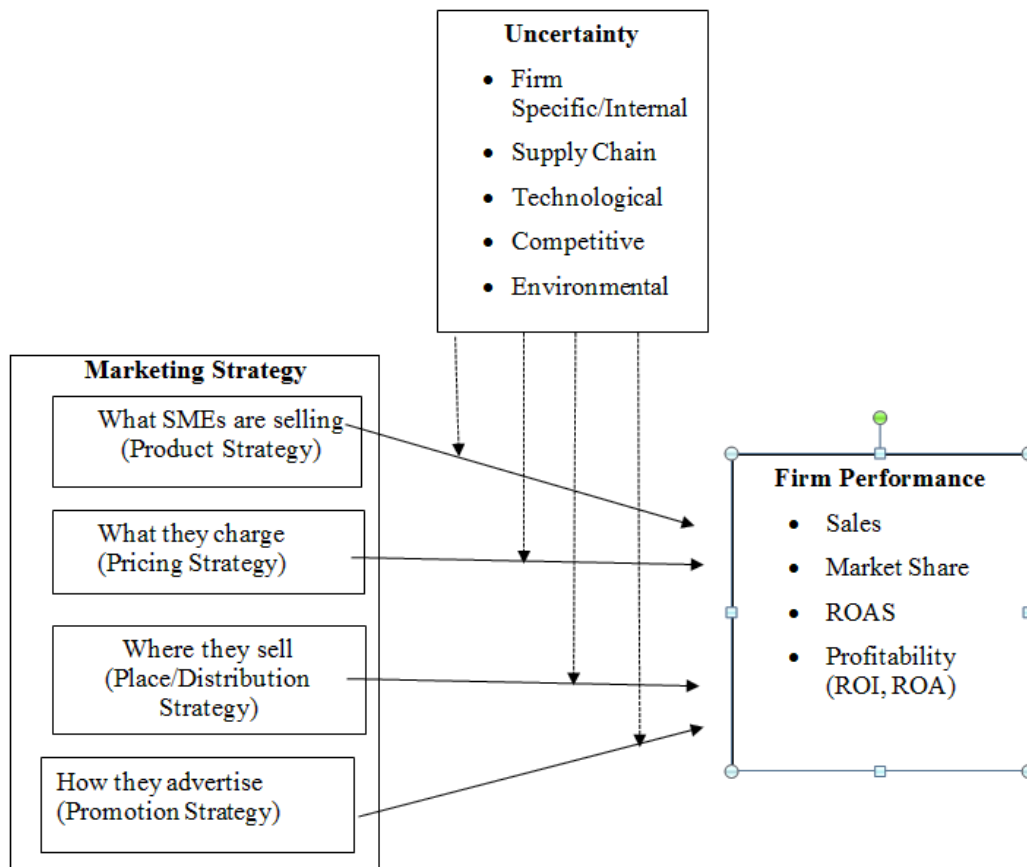 Uncertainty
• Firm
Specific/Internal
• Supply Chain
• Technological
• Competitive
• Environmental
Marketing Strategy
What SMEs are selling
(Product Strategy)
What they charge
(Pricing Strategy)
Where they sell
(Place/Distribution
Strategy)
How they advertise
(Promotion Strategy)
Firm Performance
• Sales
• Market Share
• ROAS
• Profitability
(ROI, ROA)